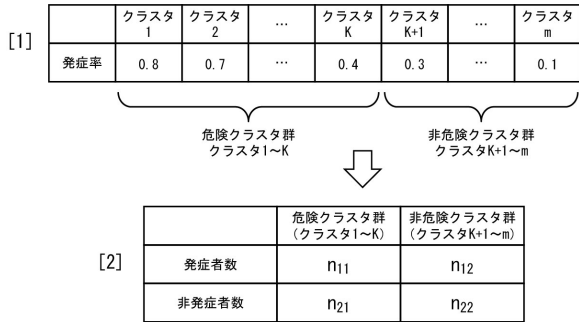 [1]
クラスタ1 クラスタ2 … クラスタK クラスタK+1 … クラスタm
発症率 0.8 0.7 … 0.4 0.3 … 0.1
危険クラスタ群 非危険クラスタ群
クラスタ1～K クラスタK+1～m
[2]
危険クラスタ群 非危険クラスタ群
(クラスタ1～K) (クラスタK+1～m)
発症者数 n11 n12
非発症者数 n21 n22